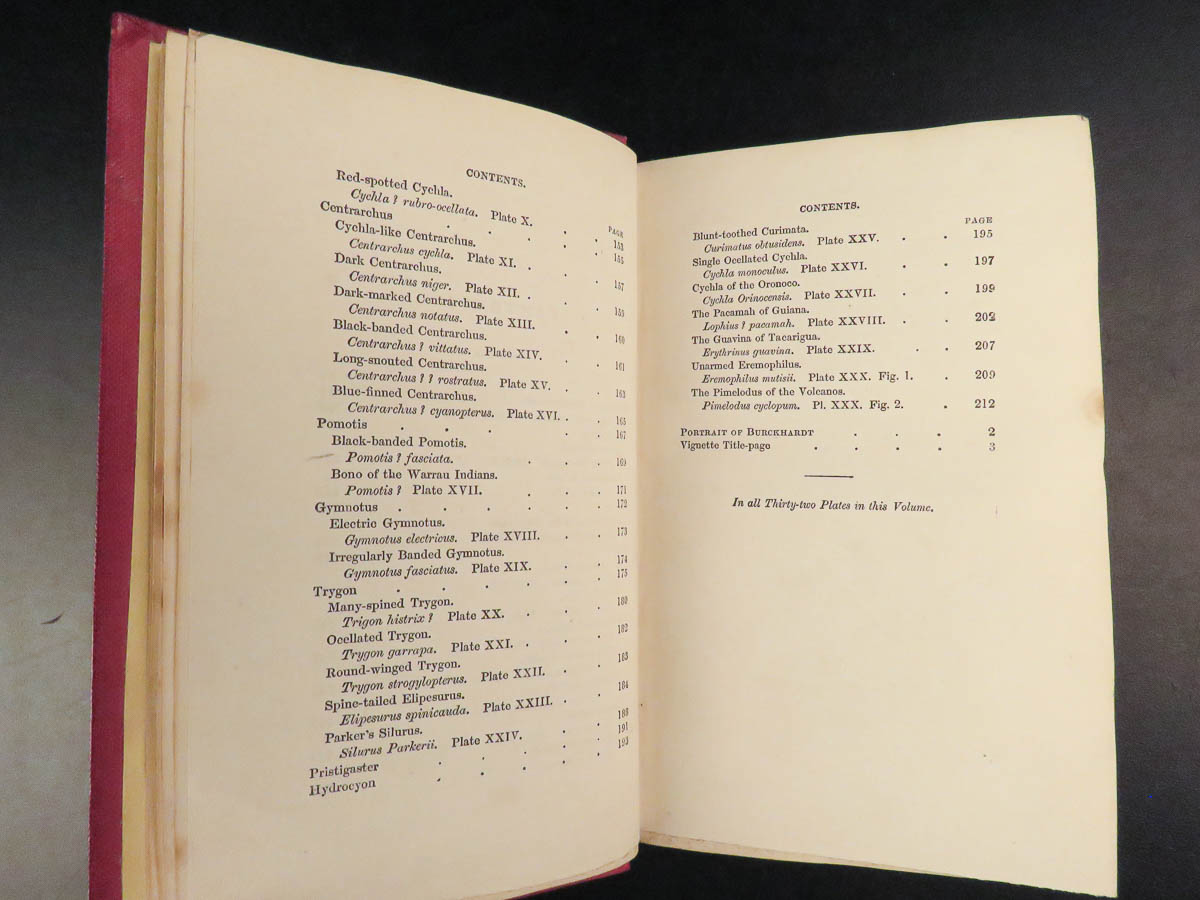 CONTENTS.
PAGE
Red-spotted Cychla.
Cychla ? rubro-ocellata. Plate X. . . 153
Centrarchus . . . . . 155
Cychla-like Centrarchus.
Centrarchus cychla. Plate XI. . . . 157
Dark Centrarchus.
Centrarchus niger. Plate XII. . . . 159
Dark-marked Centrarchus.
Centrarchus notatus. Plate XIII. . . 160
Black-banded Centrarchus.
Centrarchus ? vittatus. Plate XIV. . . 161
Long-snouted Centrarchus.
Centrarchus ? ? rostratus. Plate XV. . . 163
Blue-finned Centrarchus.
Centrarchus ? cyanopterus. Plate XVI. . . 165
Pomotis . . . . . 167
Black-banded Pomotis.
Pomotis ? fasciata. . . . 169
Bono of the Warrau Indians.
Pomotis ? Plate XVII. . . . 171
Gymnotus . . . . . . 172
Electric Gymnotus.
Gymnotus electricus. Plate XVIII. . . 173
Irregularly Banded Gymnotus.
Gymnotus fasciatus. Plate XIX. . . 174
Trygon . . . . . 175
Many-spined Trygon.
Trigon histrix ? Plate XX. . . . 180
Ocellated Trygon.
Trygon garrapa. Plate XXI. . . . 182
Round-winged Trygon.
Trygon strogylopterus. Plate XXII. . . 183
Spine-tailed Elipesurus.
Elipesurus spinicauda. Plate XXIII. . . 184
Parker's Silurus.
Silurus Parkerii. Plate XXIV. . . 188
Pristigaster . . . . . 191
Hydrocyon . . . . . 193
CONTENTS.
PAGE
Blunt-toothed Curimata.
Curimatus obtusidens. Plate XXV. . . 195
Single Ocellated Cychla.
Cychla monoculus. Plate XXVI. . . 197
Cychla of the Oronoco.
Cychla Orinocensis. Plate XXVII. . . 199
The Pacamah of Guiana.
Lophius ? pacamah. Plate XXVIII. . . 202
The Guavina of Tacarigua.
Erythrinus guavina. Plate XXIX. . . 207
Unarmed Eremophilus.
Eremophilus mutisii. Plate XXX. Fig. 1. . 209
The Pimelodus of the Volcanos.
Pimelodus cyclopum. Pl. XXX. Fig. 2. . 212
PORTRAIT OF BURCKHARDT . . . 2
Vignette Title-page . . . . 3
In all Thirty-two Plates in this Volume.